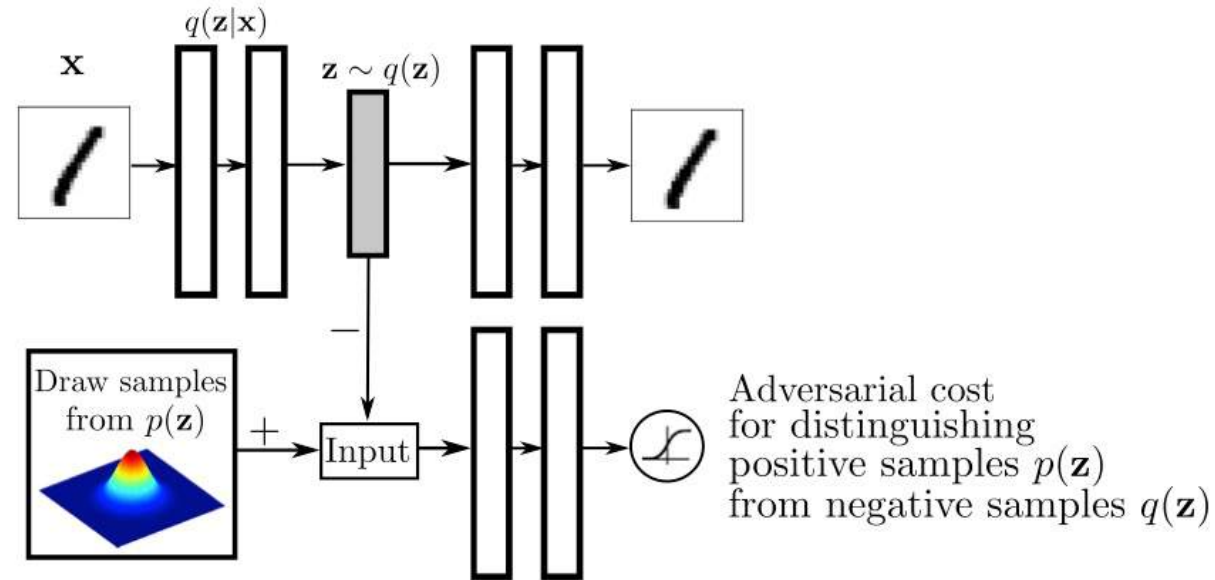 q(z|x)
x
z ∼ q(z)
−
Draw samples
from p(z)
+
Input
Adversarial cost
for distinguishing
positive samples p(z)
from negative samples q(z)